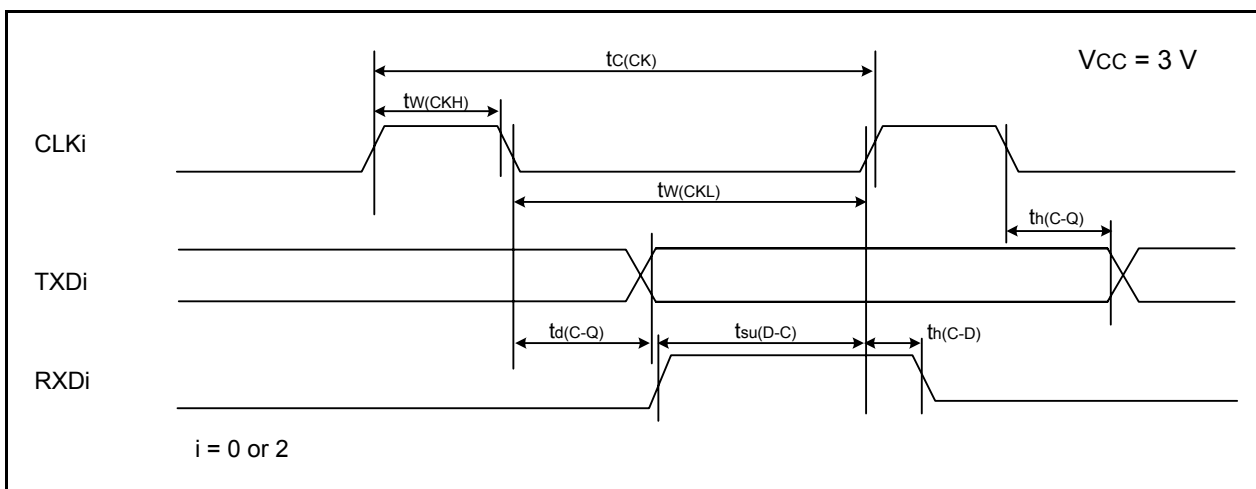 tC(CK)
VCC = 3 V
tW(CKH)
CLKi
tW(CKL)
th(C-Q)
TXDi
td(C-Q)
tsu(D-C)
th(C-D)
RXDi
i = 0 or 2